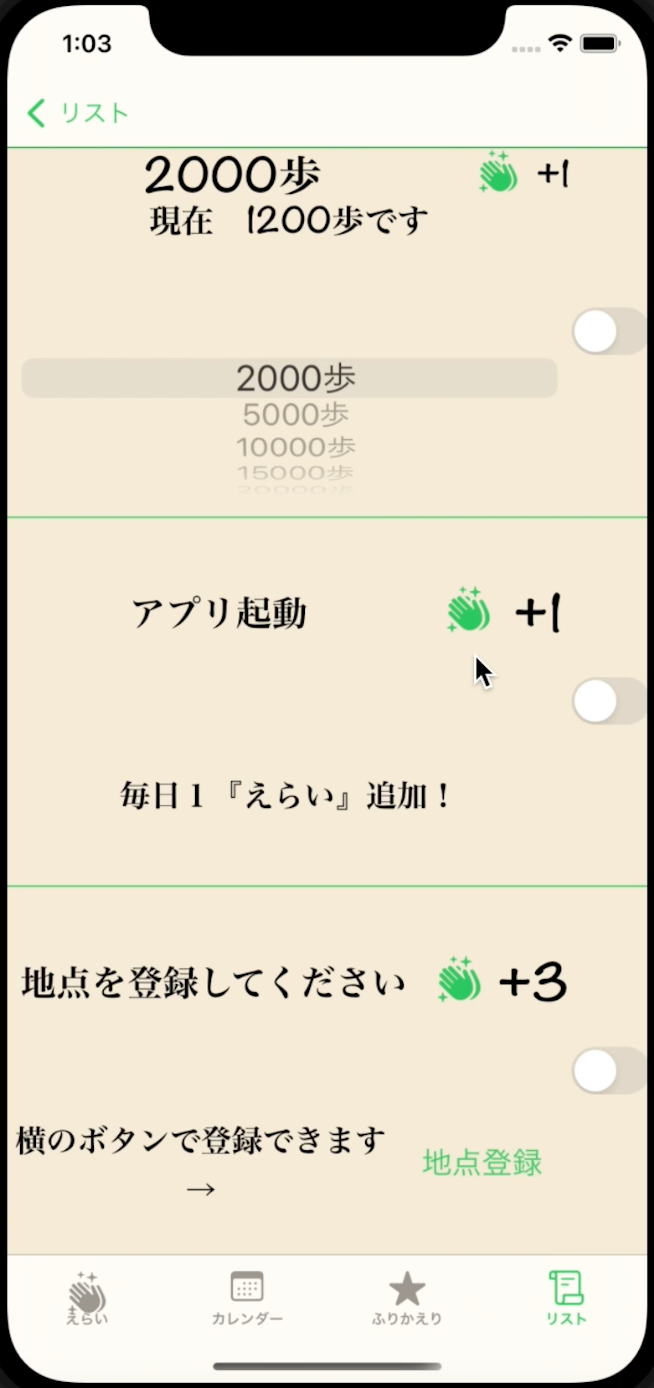 1:03
リスト
2000歩
+1
現在　1200歩です
2000歩
5000歩
10000歩
15000歩
アプリ起動
+1
毎日１『えらい』追加！
地点を登録してください
+3
横のボタンで登録できます
→
地点登録
えらい
カレンダー
ふりかえり
リスト